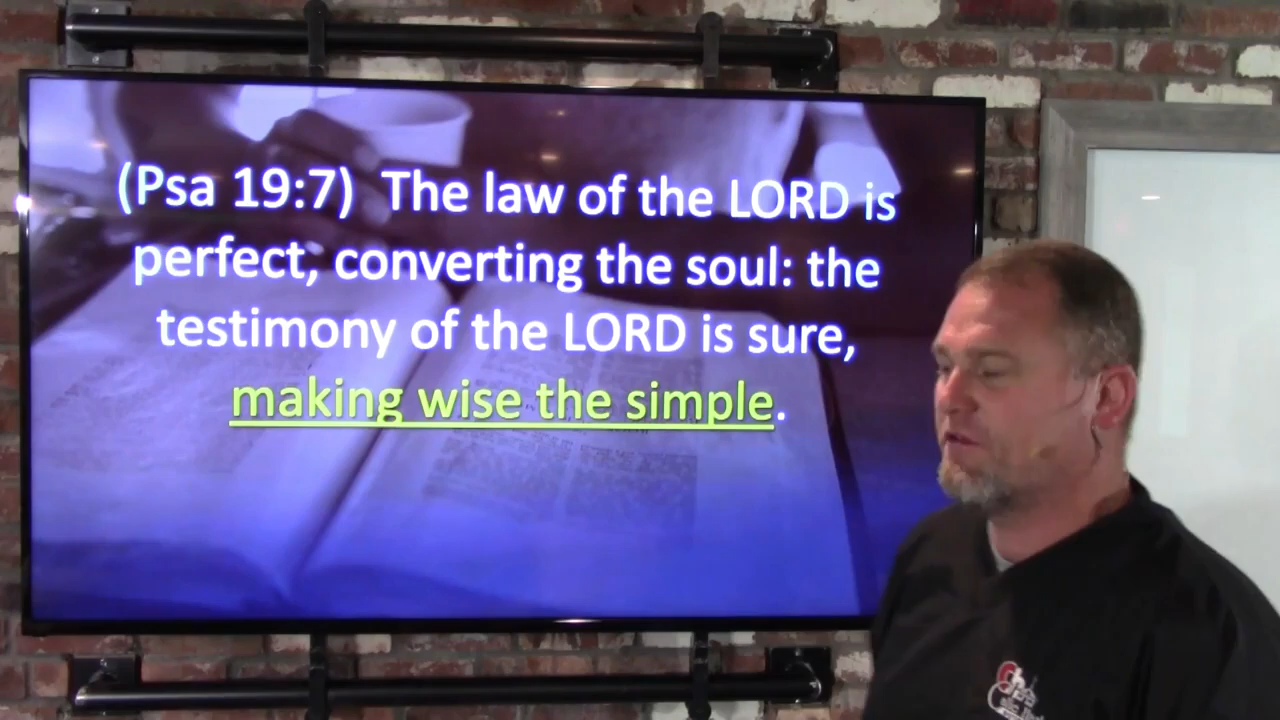 (Psa 19:7) The law of the LORD is
perfect, converting the soul: the
testimony of the LORD is sure,
making wise the simple.